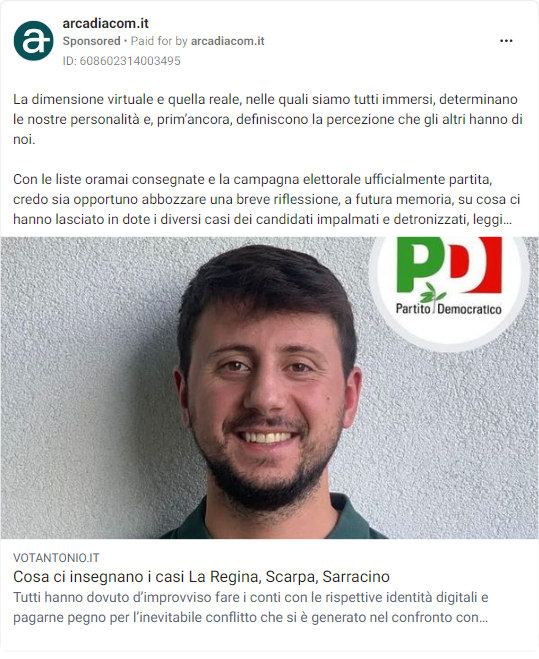 arcadiacom.it
Sponsored • Paid for by arcadiacom.it
ID: 608602314003495
La dimensione virtuale e quella reale, nelle quali siamo tutti immersi, determinano
le nostre personalità e, prim’ancora, definiscono la percezione che gli altri hanno di
noi.
Con le liste oramai consegnate e la campagna elettorale ufficialmente partita,
credo sia opportuno abbozzare una breve riflessione, a futura memoria, su cosa ci
hanno lasciato in dote i diversi casi dei candidati impalmati e detronizzati, leggi...
PD
Partito Democratico
VOTANTONIO.IT
Cosa ci insegnano i casi La Regina, Scarpa, Sarracino
Tutti hanno dovuto d’improvviso fare i conti con le rispettive identità digitali e
pagarne pegno per l’inevitabile conflitto che si è generato nel confronto con...